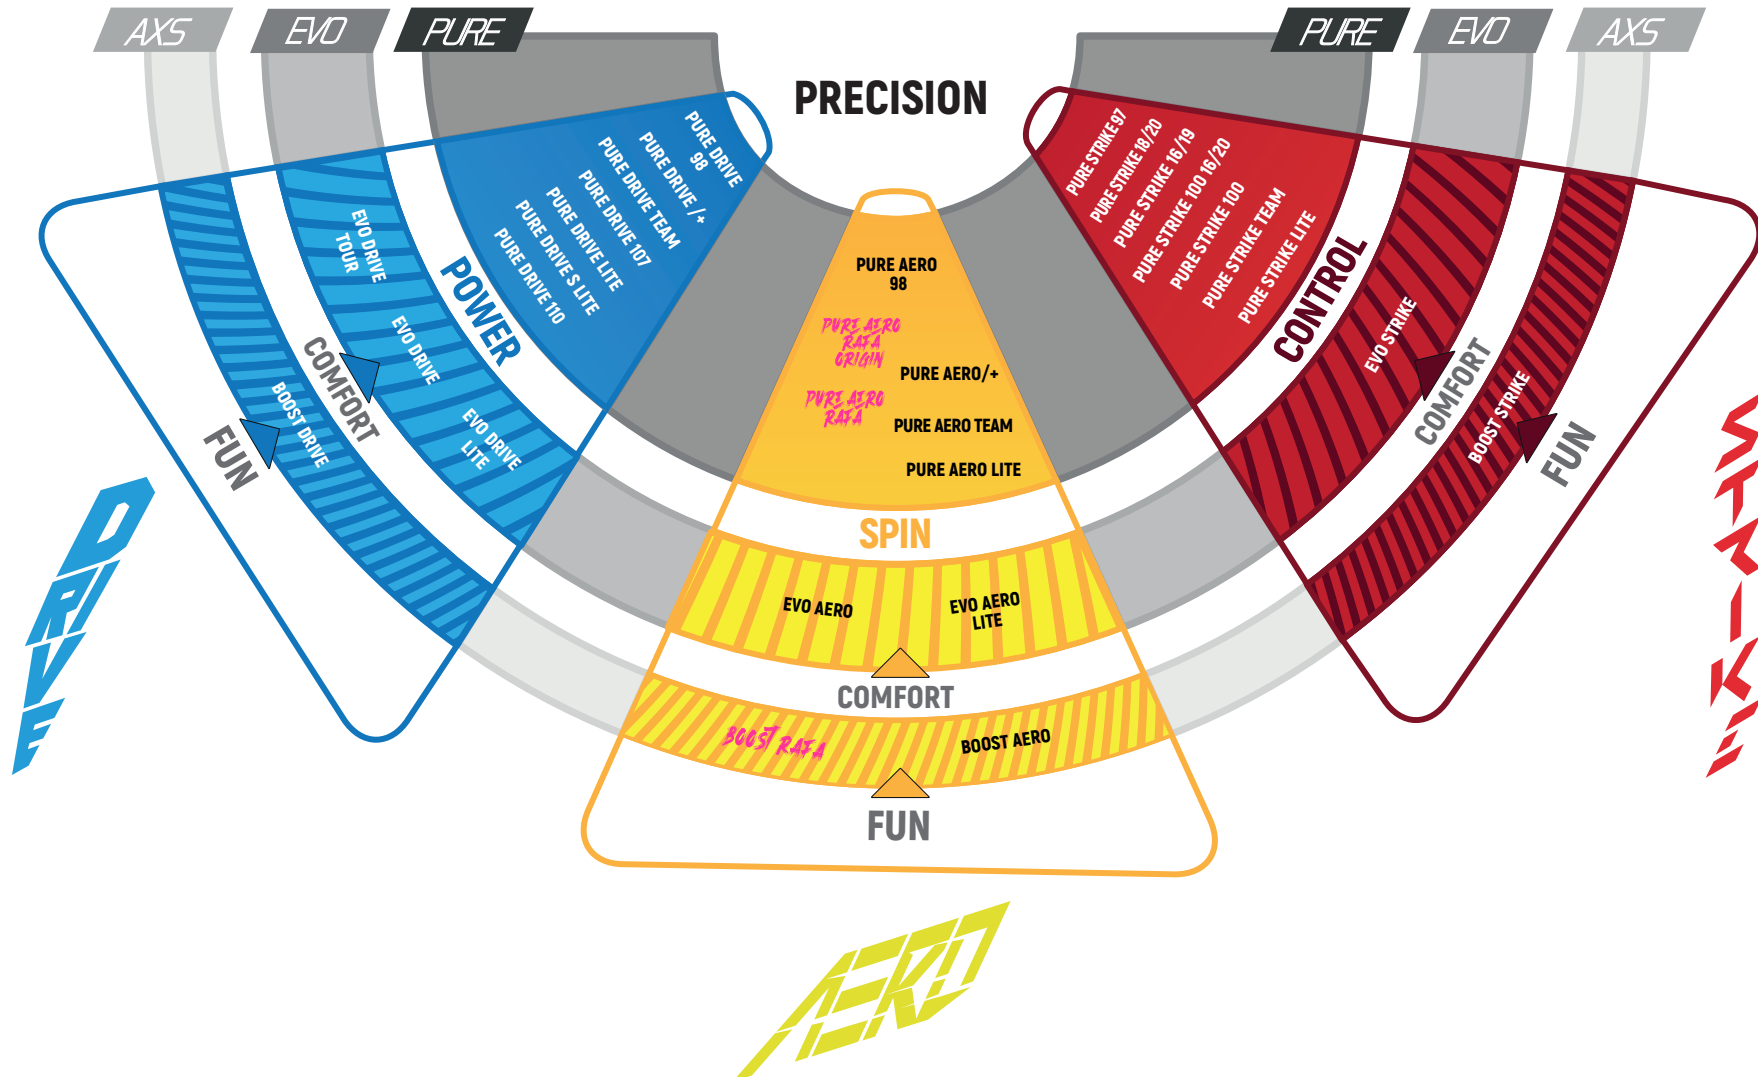 AXS
EVO
PURE
PURE
EVO
AXS
PRECISION
PURE DRIVE
98
PURE DRIVE /+
PURE DRIVE TEAM
PURE DRIVE 107
PURE DRIVE LITE
PURE DRIVE S LITE
PURE DRIVE 110
POWER
EVO DRIVE
TOUR
EVO DRIVE
EVO DRIVE
LITE
COMFORT
BOOST DRIVE
FUN
DRIVE
PURE AERO
98
PURE AERO
RAFA
ORIGIN
PURE AERO/+
PURE AERO
RAFA
PURE AERO TEAM
PURE AERO LITE
SPIN
EVO AERO
EVO AERO
LITE
COMFORT
BOOST RAFA
BOOST AERO
FUN
AERO
PURE STRIKE 97
PURE STRIKE 18/20
PURE STRIKE 16/19
PURE STRIKE 100 16/20
PURE STRIKE 100
PURE STRIKE TEAM
PURE STRIKE LITE
CONTROL
EVO STRIKE
COMFORT
BOOST STRIKE
FUN
STRIKE